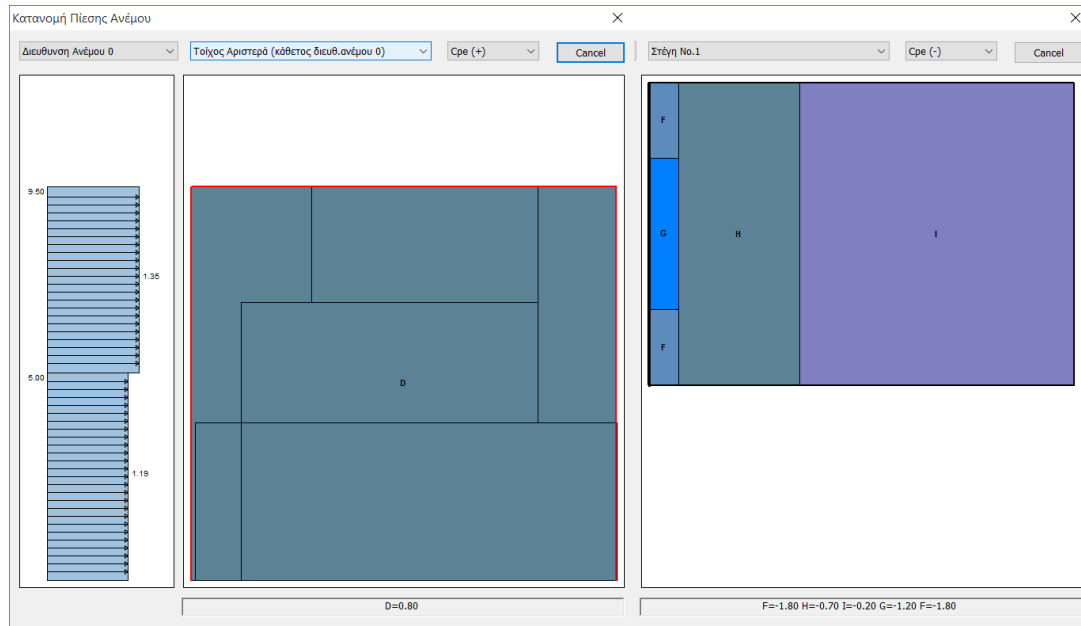 Κατανομή Πίεσης Ανέμου
Διευθυνση Ανέμου 0
Τοίχος Αριστερά (κάθετος διευθ.ανέμου 0)
Cpe (+)
Cancel
Στέγη No.1
Cpe (-)
Cancel
9.50
1.35
5.00
1.19
D
F
G
H
I
F
D=0.80
F=-1.80 H=-0.70 I=-0.20 G=-1.20 F=-1.80